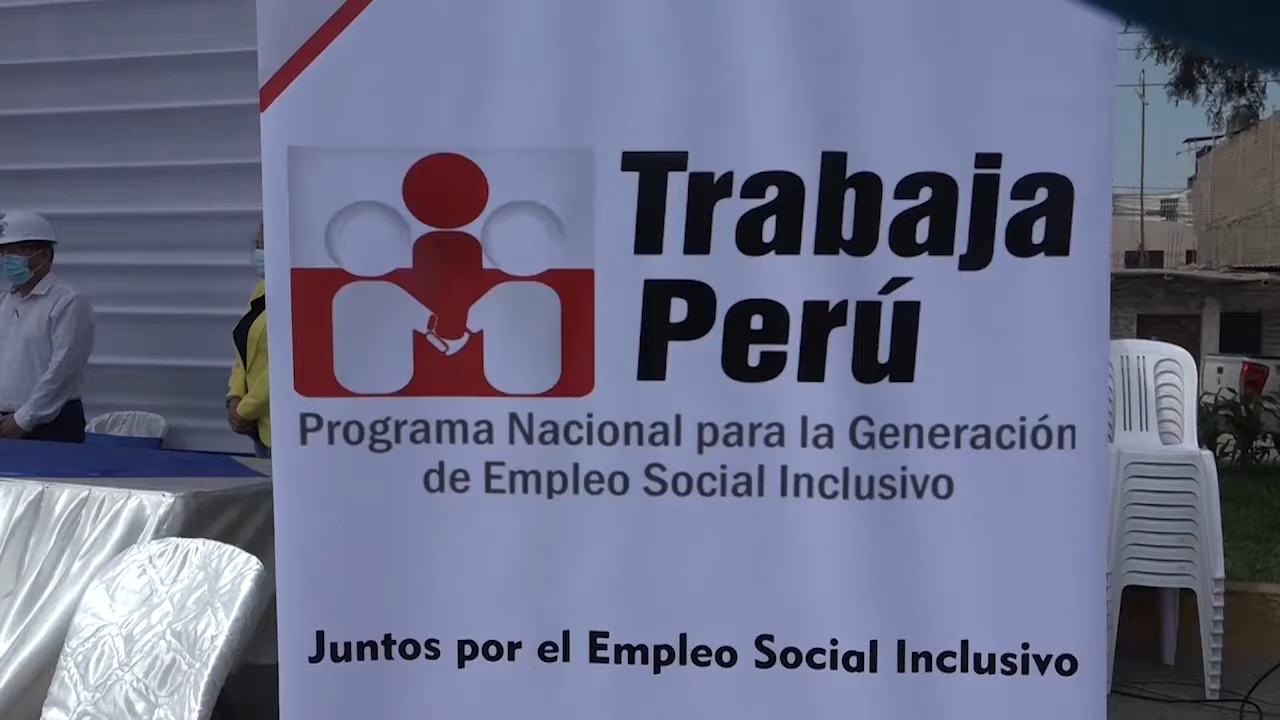 Trabaja
Perú
Programa Nacional para la Generación
de Empleo Social Inclusivo
Juntos por el Empleo Social Inclusivo